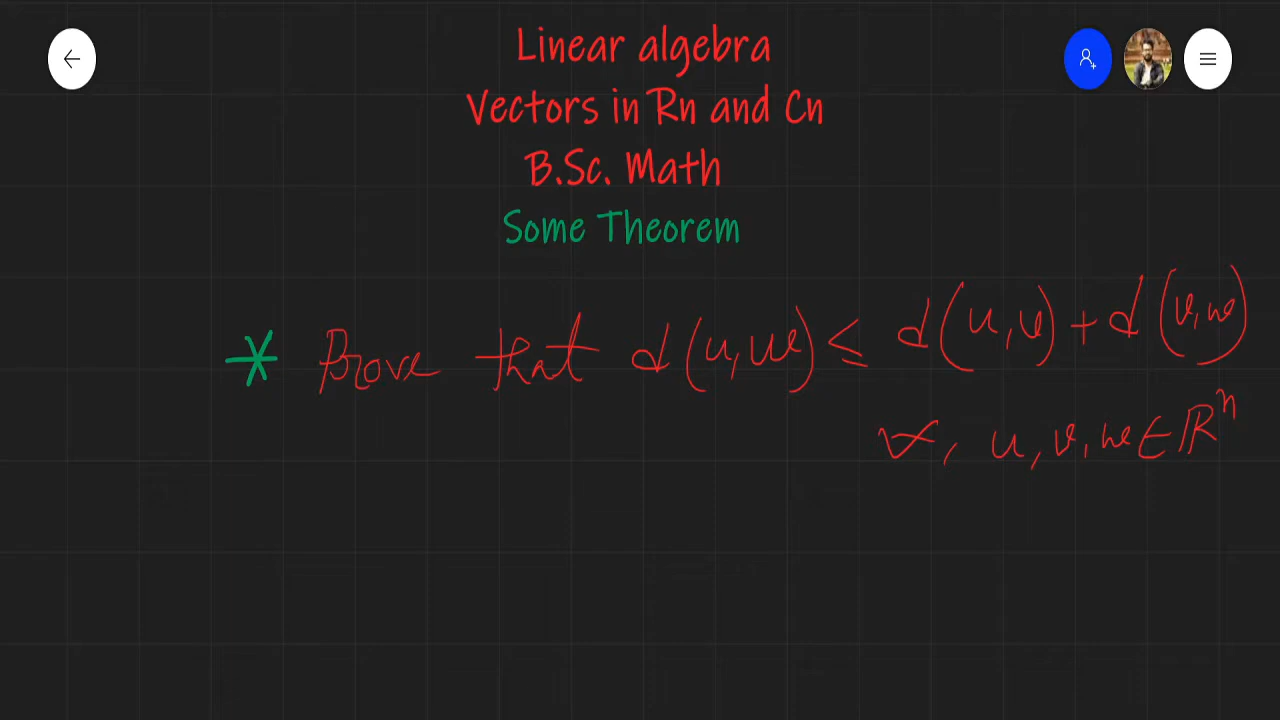 Linear algebra
Vectors in Rn and Cn
B.Sc. Math
Some Theorem
* Prove that d(u,w) ≤ d(u,v) + d(v,w)
∀, u, v, w ∈ ℝⁿ